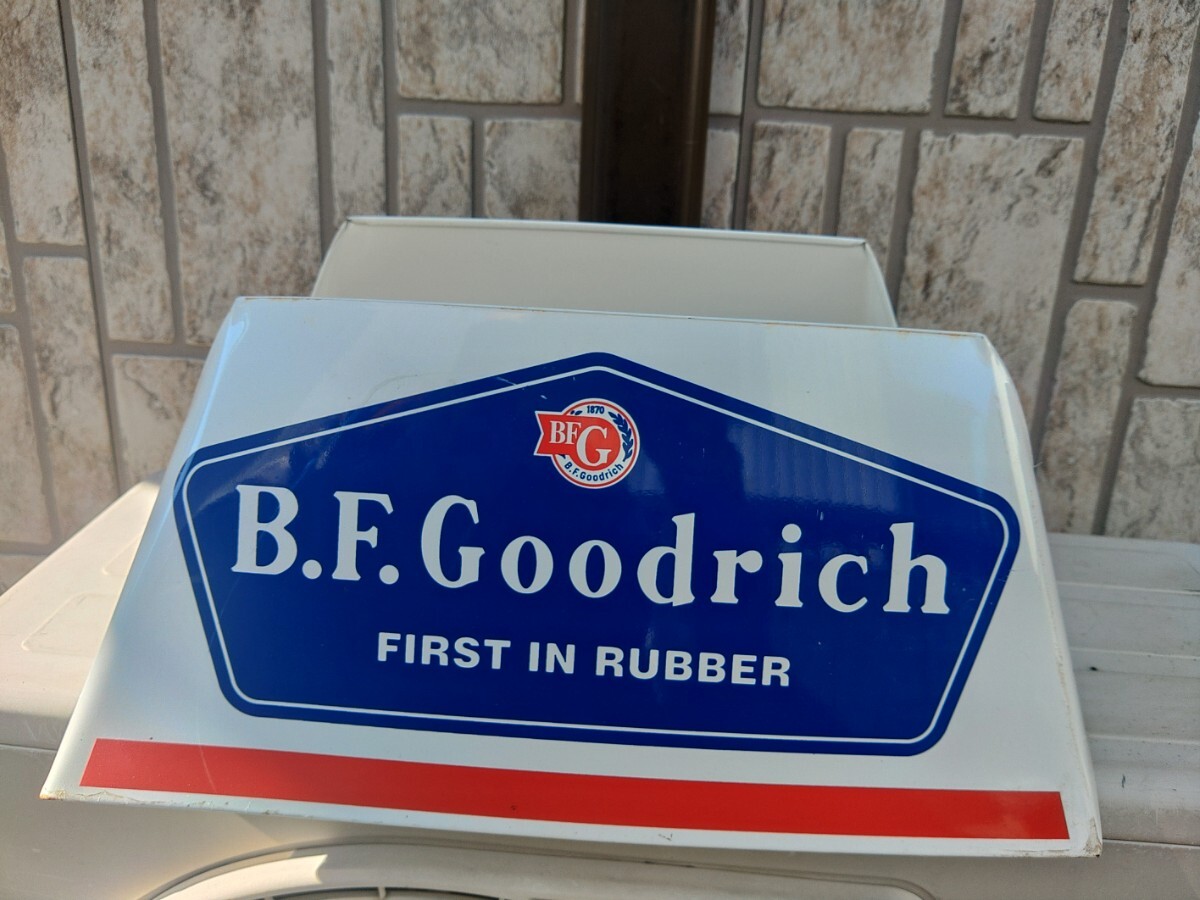 1870
BFG
B.F.Goodrich
B.F.Goodrich
FIRST IN RUBBER